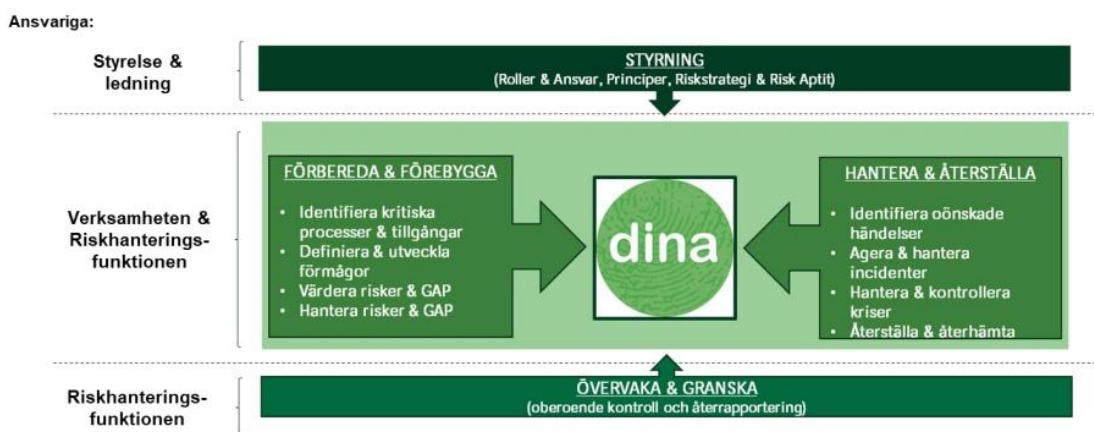 Ansvariga:
Styrelse &
ledning
STYRNING
(Roller & Ansvar, Principer, Riskstrategi & Risk Aptit)
Verksamheten &
Riskhanterings-
funktionen
FÖRBEREDA & FÖREBYGGA
• Identifiera kritiska
processer & tillgångar
• Definiera & utveckla
förmågor
• Värdera risker & GAP
• Hantera risker & GAP
dina
HANTERA & ÅTERSTÄLLA
• Identifiera oönskade
händelser
• Agera & hantera
incidenter
• Hantera & kontrollera
kriser
• Återställa & återhämta
Riskhanterings-
funktionen
ÖVERVAKA & GRANSKA
(oberoende kontroll och återrapportering)